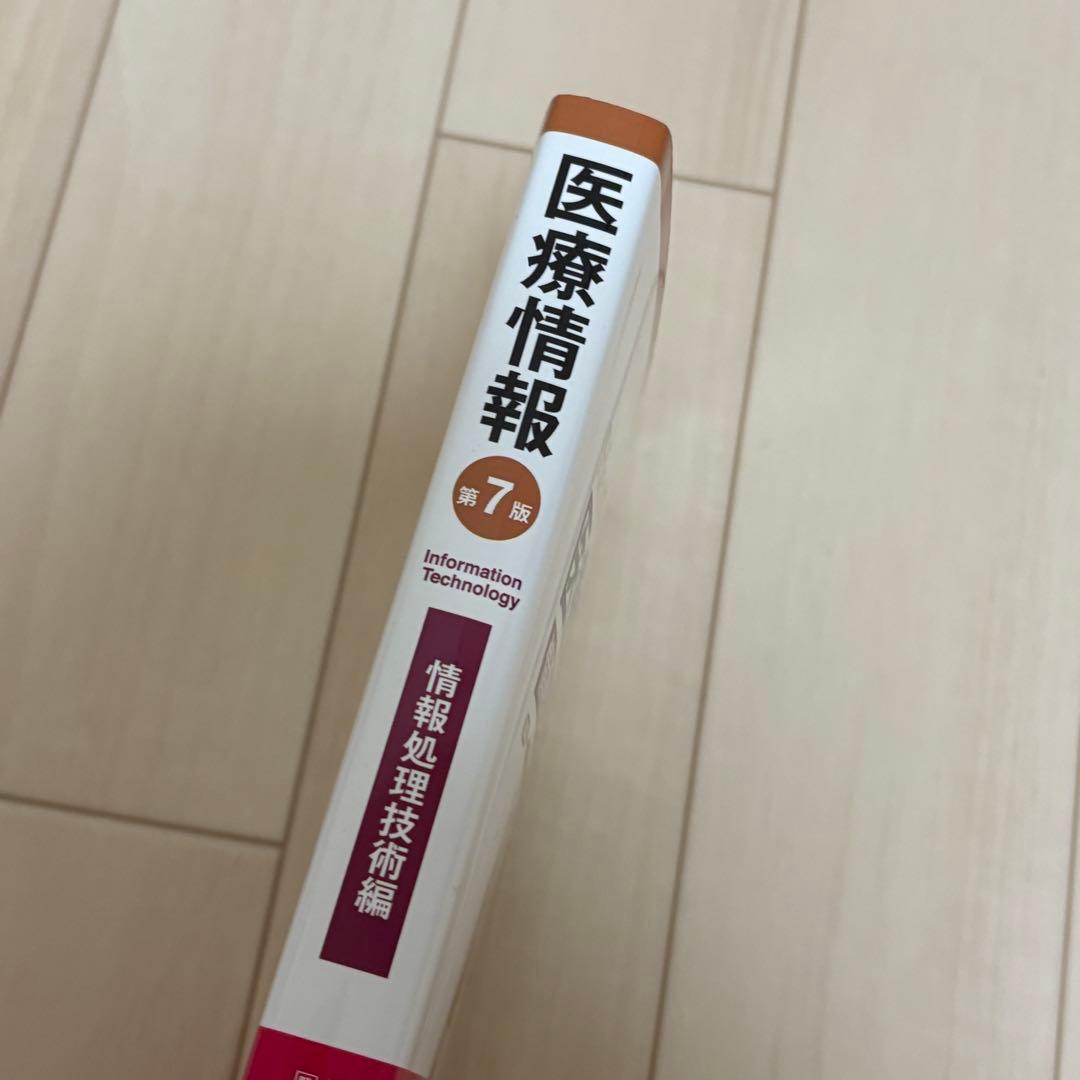 医療情報
第7版
Information
Technology
情報処理技術編